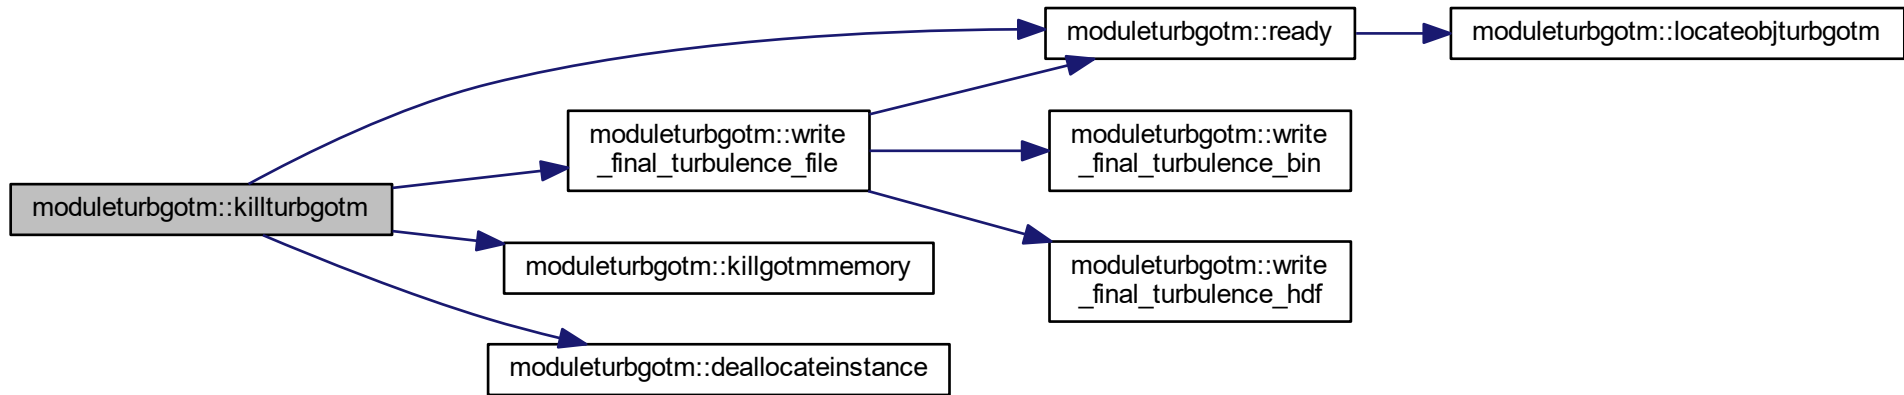 moduleturbgotm::killturbgotm
moduleturbgotm::ready
moduleturbgotm::locateobjturbgotm
moduleturbgotm::write
_final_turbulence_file
moduleturbgotm::write
_final_turbulence_bin
moduleturbgotm::write
_final_turbulence_hdf
moduleturbgotm::killgotmmemory
moduleturbgotm::deallocateinstance